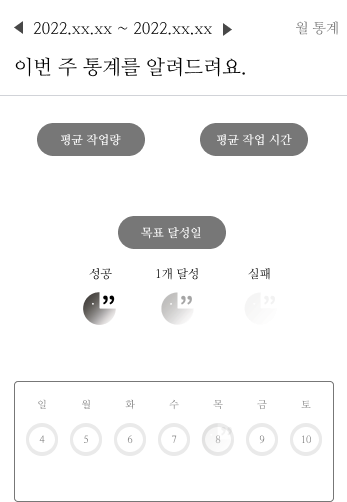 ◀ 2022.xx.xx ~ 2022.xx.xx ▶ 월 통계
이번 주 통계를 알려드려요.
평균 작업량 평균 작업 시간
목표 달성일
성공 1개 달성 실패
일 월 화 수 목 금 토
4 5 6 7 8 9 10